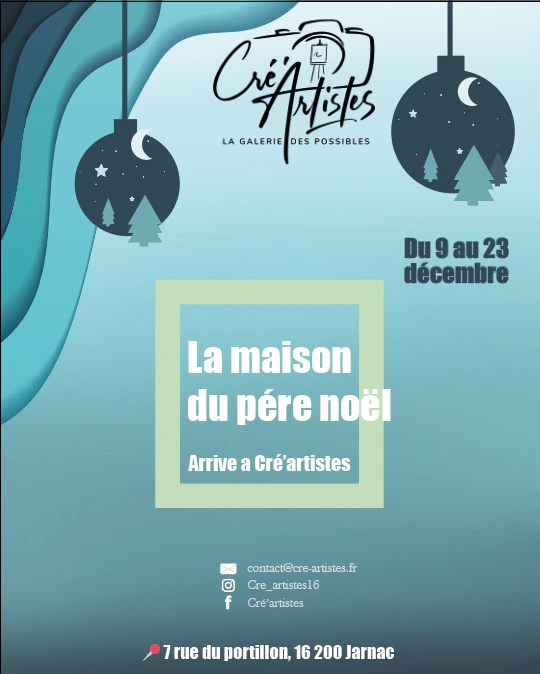 Cré'Artistes
LA GALERIE DES POSSIBLES
Du 9 au 23
décembre
La maison
du pére noël
Arrive a Cré'artistes
contact@cre-artistes.fr
Cre_artistes16
Cré'artistes
7 rue du portillon, 16 200 Jarnac